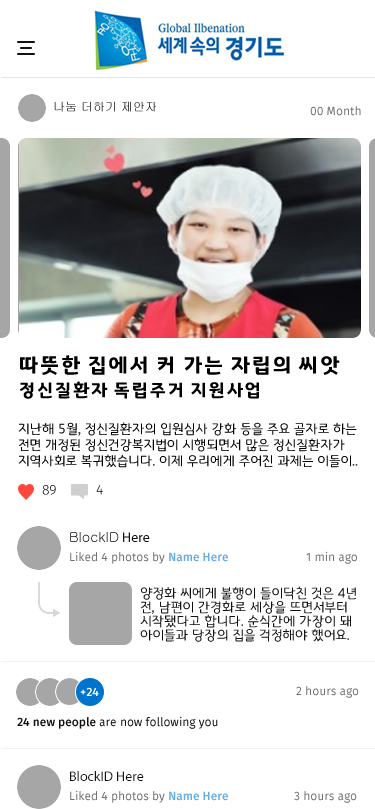 Global Ilbenation
세계 속의 경기도
나눔 더하기 제안자
00 Month
따뜻한 집에서 커 가는 자립의 씨앗
정신질환자 독립주거 지원사업
지난해 5월, 정신질환자의 입원심사 강화 등을 주요 골자로 하는
전면 개정된 정신건강복지법이 시행되면서 많은 정신질환자가
지역사회로 복귀했습니다. 이제 우리에게 주어진 과제는 이들이..
89 4
BlockID Here
Liked 4 photos by Name Here 1 min ago
양정화 씨에게 불행이 들이닥친 것은 4년
전, 남편이 간경화로 세상을 뜨면서부터
시작됐다고 합니다. 순식간에 가장이 돼
아이들과 당장의 집을 걱정해야 했어요.
+24 2 hours ago
24 new people are now following you
BlockID Here
Liked 4 photos by Name Here 3 hours ago